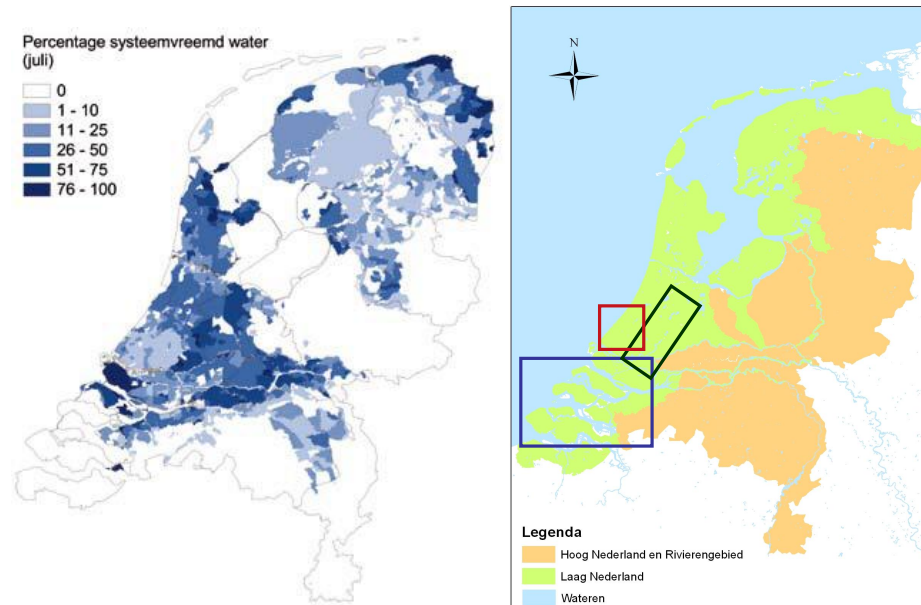 Percentage systeemvreemd water
(juli)
0
1 - 10
11 - 25
26 - 50
51 - 75
76 - 100
N
Legenda
Hoog Nederland en Rivierengebied
Laag Nederland
Wateren